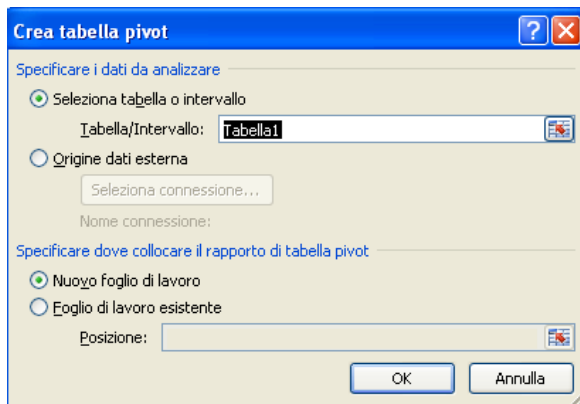 Crea tabella pivot
Specificare i dati da analizzare
Seleziona tabella o intervallo
Tabella/Intervallo: Tabella1
Origine dati esterna
Seleziona connessione...
Nome connessione:
Specificare dove collocare il rapporto di tabella pivot
Nuovo foglio di lavoro
Foglio di lavoro esistente
Posizione:
OK Annulla